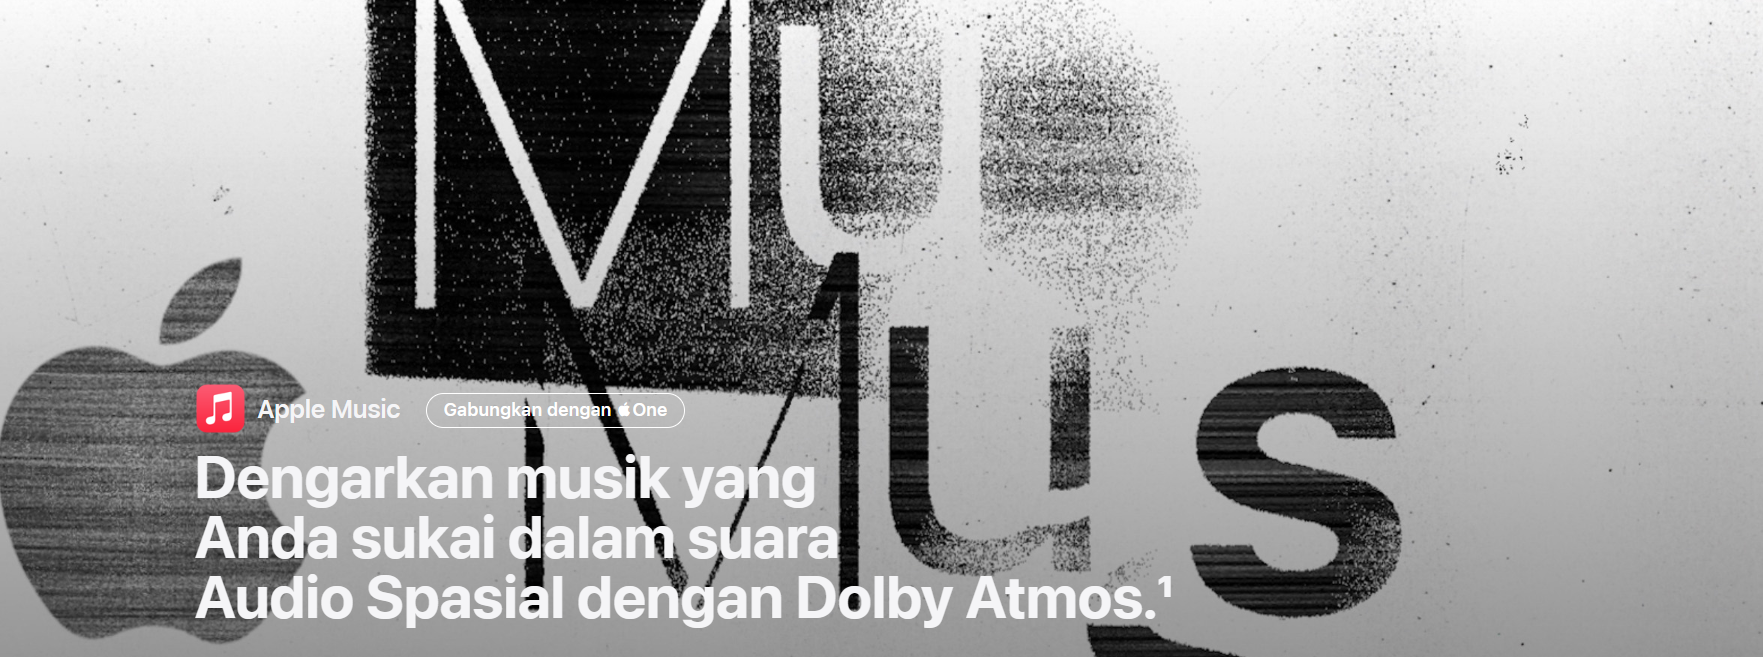 Mu
Mus
Apple Music
Gabungkan dengan One
Dengarkan musik yang
Anda sukai dalam suara
Audio Spasial dengan Dolby Atmos.¹